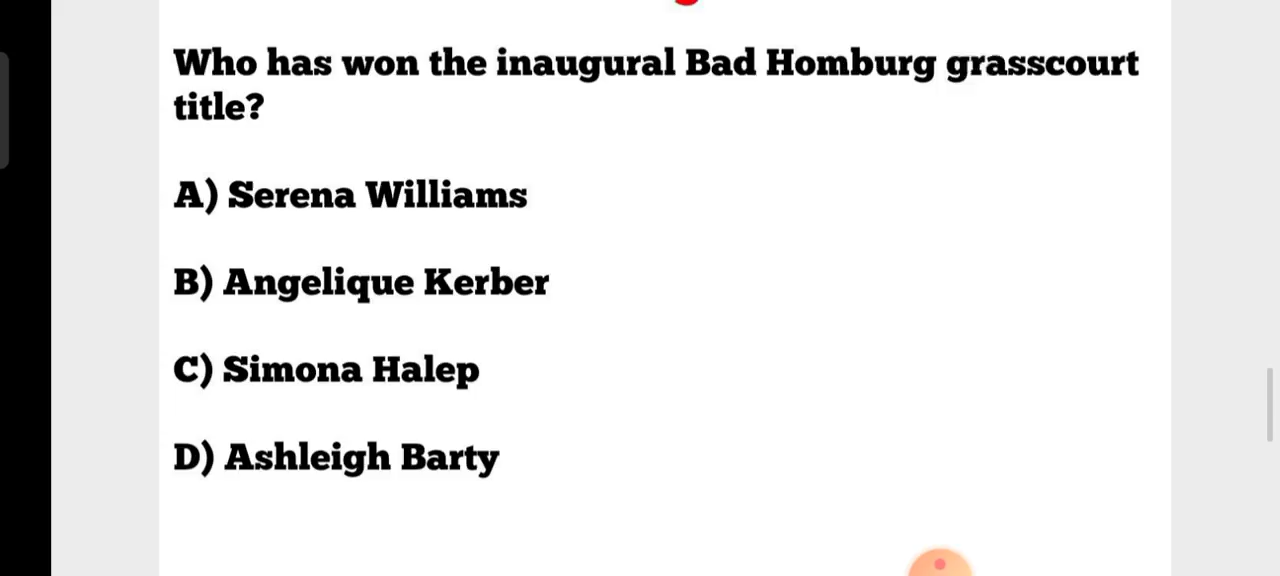 Who has won the inaugural Bad Homburg grasscourt
title?
A) Serena Williams
B) Angelique Kerber
C) Simona Halep
D) Ashleigh Barty